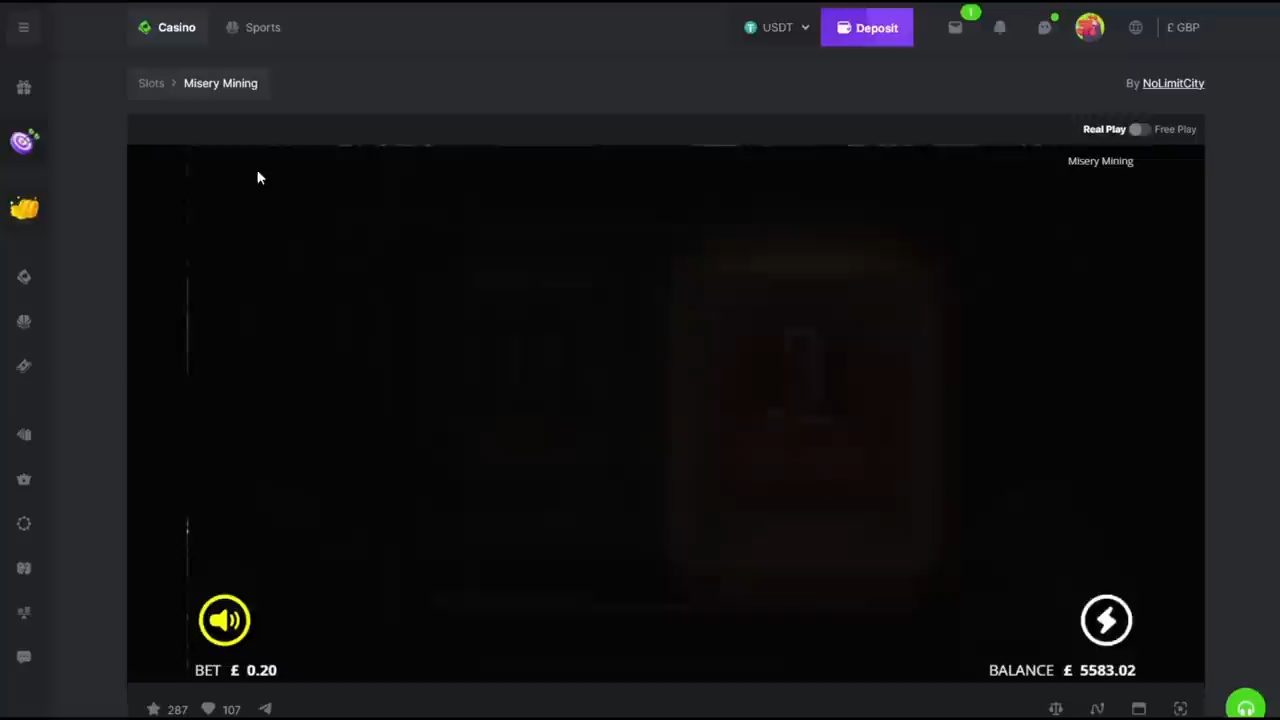 Casino
Sports
USDT
Deposit
1
£ GBP
Slots > Misery Mining
By NoLimitCity
Real Play
Free Play
Misery Mining
BET £ 0.20
BALANCE £ 5583.02
287
107